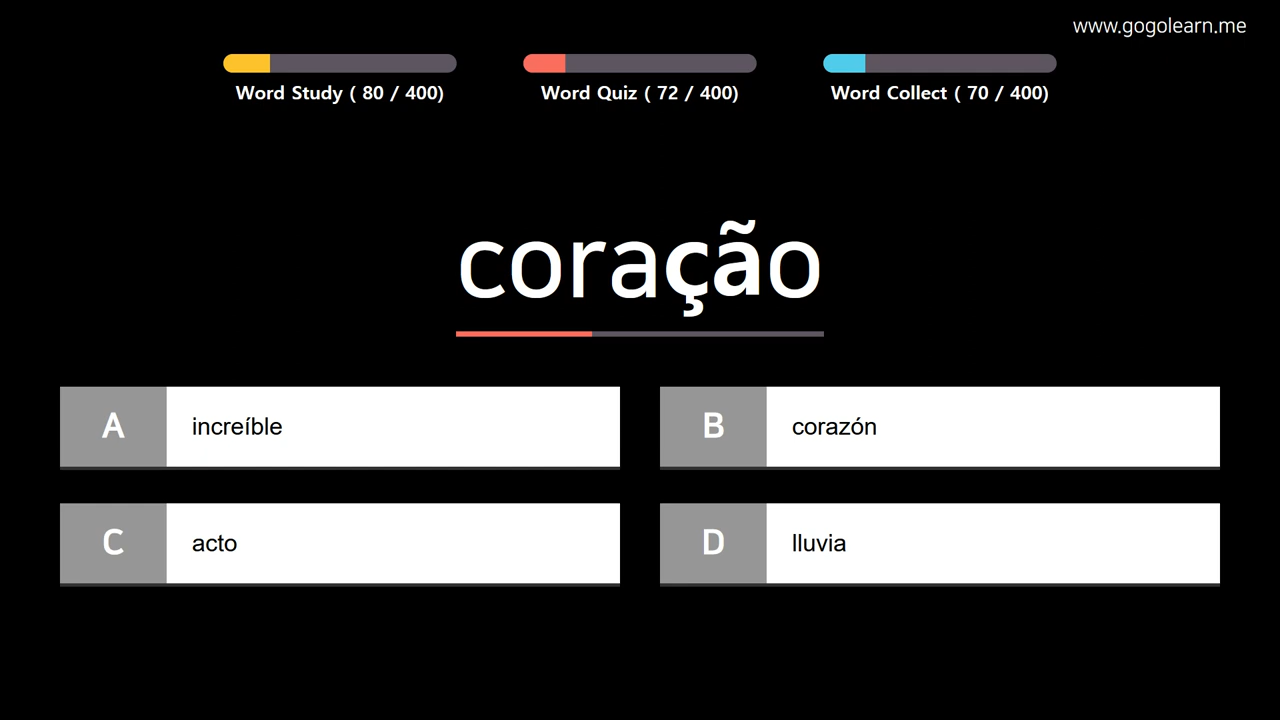 www.gogolearn.me
Word Study ( 80 / 400)
Word Quiz ( 72 / 400)
Word Collect ( 70 / 400)
coração
A increíble
B corazón
C acto
D lluvia